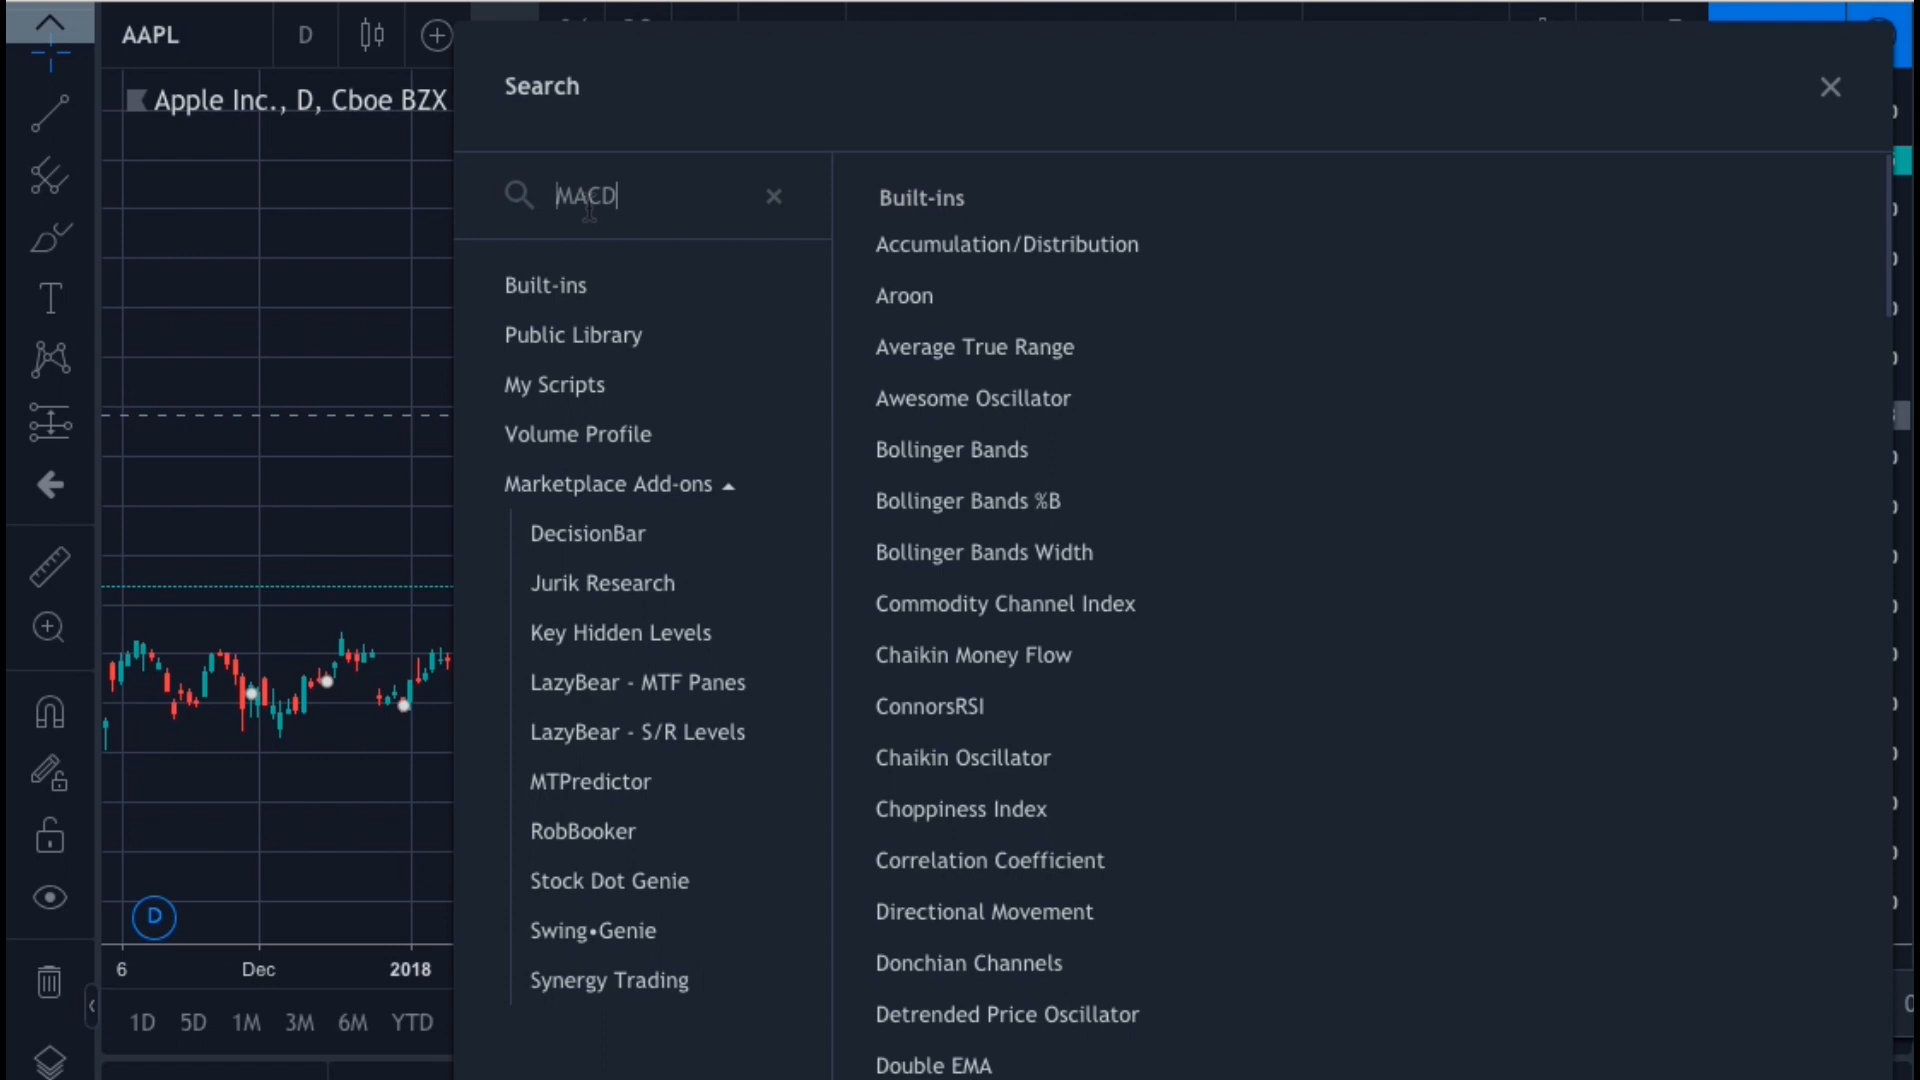 AAPL
D
Apple Inc., D, Cboe BZX
Search
MACD
Built-ins
Public Library
My Scripts
Volume Profile
Marketplace Add-ons
DecisionBar
Jurik Research
Key Hidden Levels
LazyBear - MTF Panes
LazyBear - S/R Levels
MTPredictor
RobBooker
Stock Dot Genie
Swing•Genie
Synergy Trading
Built-ins
Accumulation/Distribution
Aroon
Average True Range
Awesome Oscillator
Bollinger Bands
Bollinger Bands %B
Bollinger Bands Width
Commodity Channel Index
Chaikin Money Flow
ConnorsRSI
Chaikin Oscillator
Choppiness Index
Correlation Coefficient
Directional Movement
Donchian Channels
Detrended Price Oscillator
Double EMA
D
6 Dec 2018
1D 5D 1M 3M 6M YTD